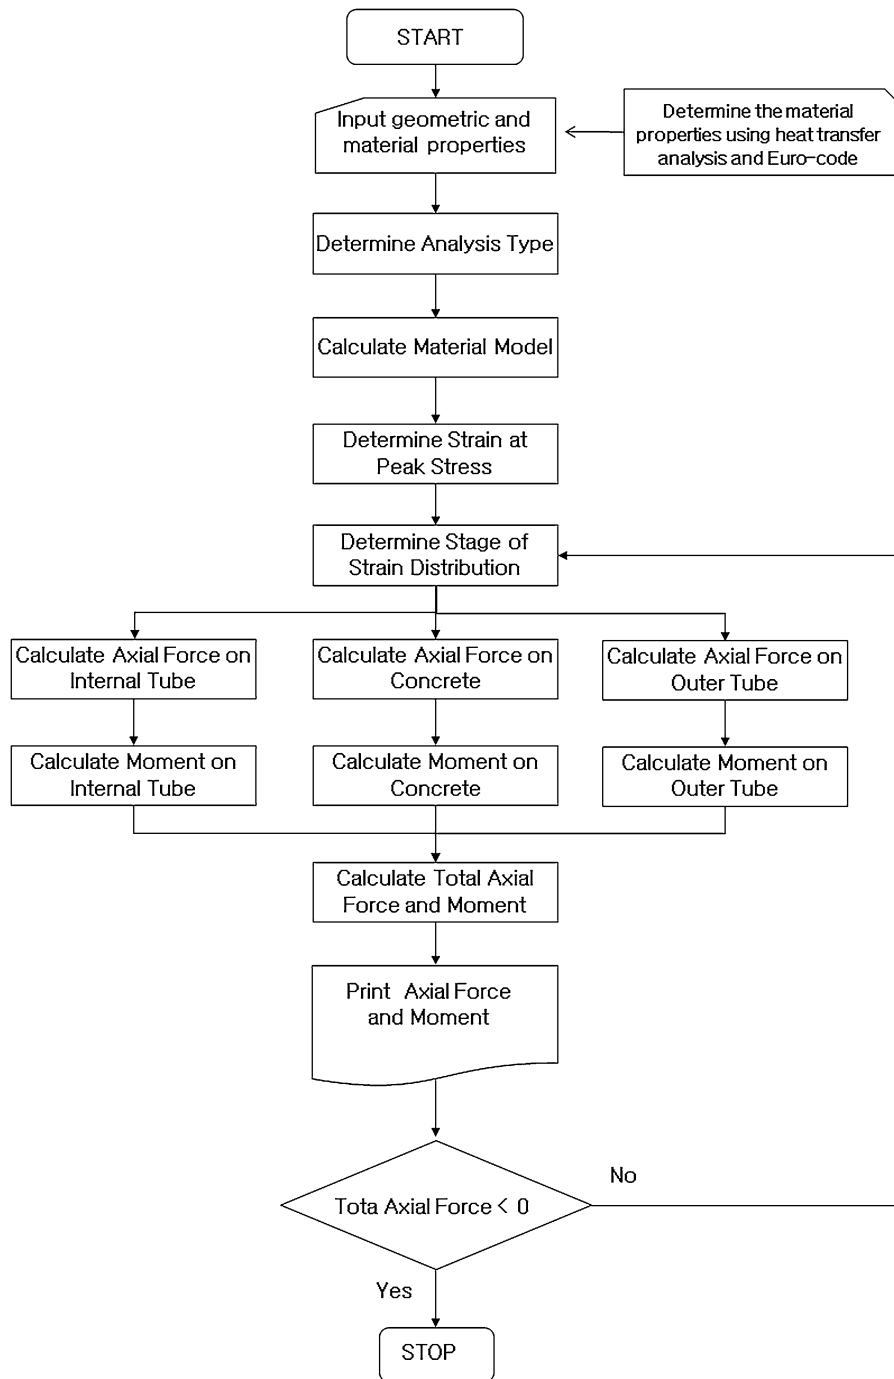 START
Input geometric and
material properties
Determine the material
properties using heat transfer
analysis and Euro-code
Determine Analysis Type
Calculate Material Model
Determine Strain at
Peak Stress
Determine Stage of
Strain Distribution
Calculate Axial Force on
Internal Tube
Calculate Axial Force on
Concrete
Calculate Axial Force on
Outer Tube
Calculate Moment on
Internal Tube
Calculate Moment on
Concrete
Calculate Moment on
Outer Tube
Calculate Total Axial
Force and Moment
Print Axial Force
and Moment
Tota Axial Force < 0
No
Yes
STOP